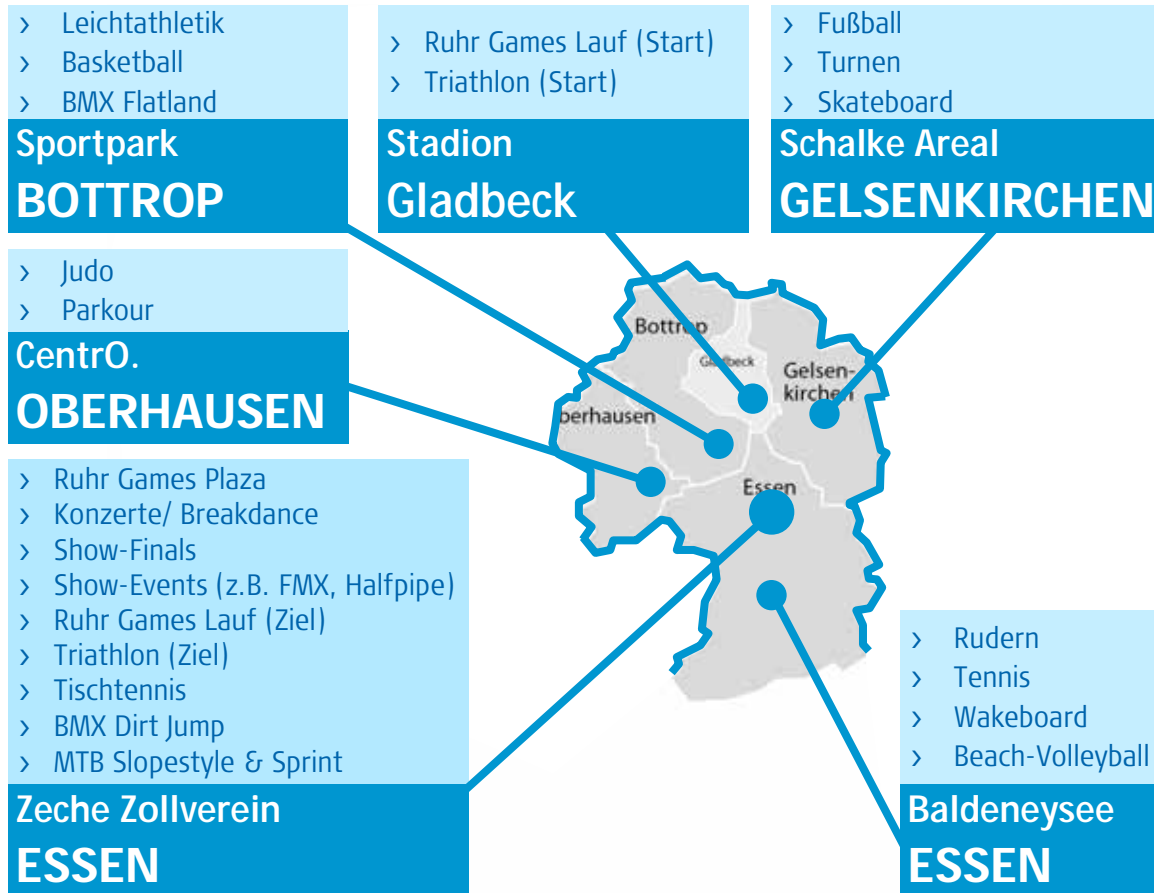 › Leichtathletik
› Basketball
› BMX Flatland
Sportpark
BOTTROP
› Ruhr Games Lauf (Start)
› Triathlon (Start)
Stadion
Gladbeck
› Fußball
› Turnen
› Skateboard
Schalke Areal
GELSENKIRCHEN
› Judo
› Parkour
CentrO.
OBERHAUSEN
Bottrop
Gladbeck
Gelsen-
kirchen
berhausen
Essen
› Ruhr Games Plaza
› Konzerte/ Breakdance
› Show-Finals
› Show-Events (z.B. FMX, Halfpipe)
› Ruhr Games Lauf (Ziel)
› Triathlon (Ziel)
› Tischtennis
› BMX Dirt Jump
› MTB Slopestyle & Sprint
Zeche Zollverein
ESSEN
› Rudern
› Tennis
› Wakeboard
› Beach-Volleyball
Baldeneysee
ESSEN